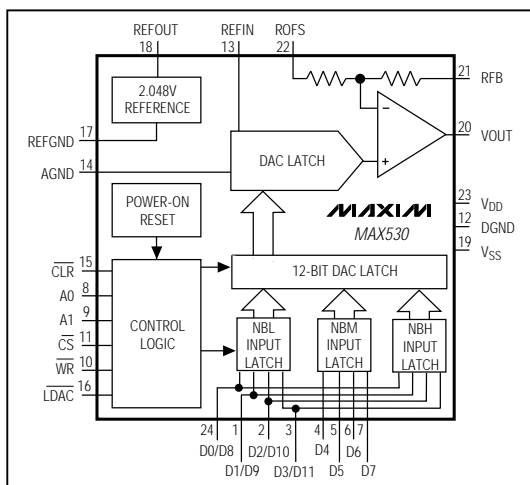 REFOUT REFIN ROFS
18 13 22
2.048V
REFERENCE
21 RFB
−
+
20 VOUT
17
REFGND
14
AGND
DAC LATCH
23 VDD
12 DGND
19 VSS
MAXIM
MAX530
POWER-ON
RESET
12-BIT DAC LATCH
15
CLR
8
A0
9
A1
11
CS
10
WR
16
LDAC
CONTROL
LOGIC
NBL
INPUT
LATCH
NBM
INPUT
LATCH
NBH
INPUT
LATCH
24 1 2 3 4 5 6 7
D0/D8 D2/D10 D4 D6
D1/D9 D3/D11 D5 D7